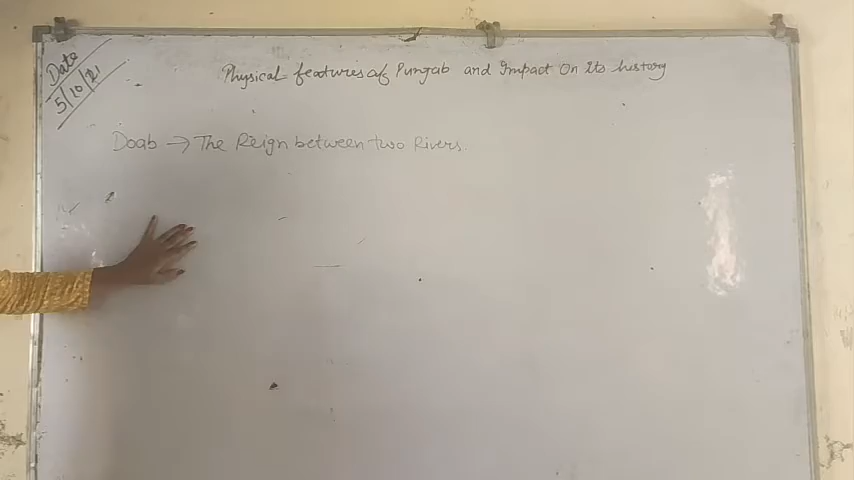 Date
5/10/21
Physical features of Punjab and Impact On Its history
Doab → The Reign between two Rivers.